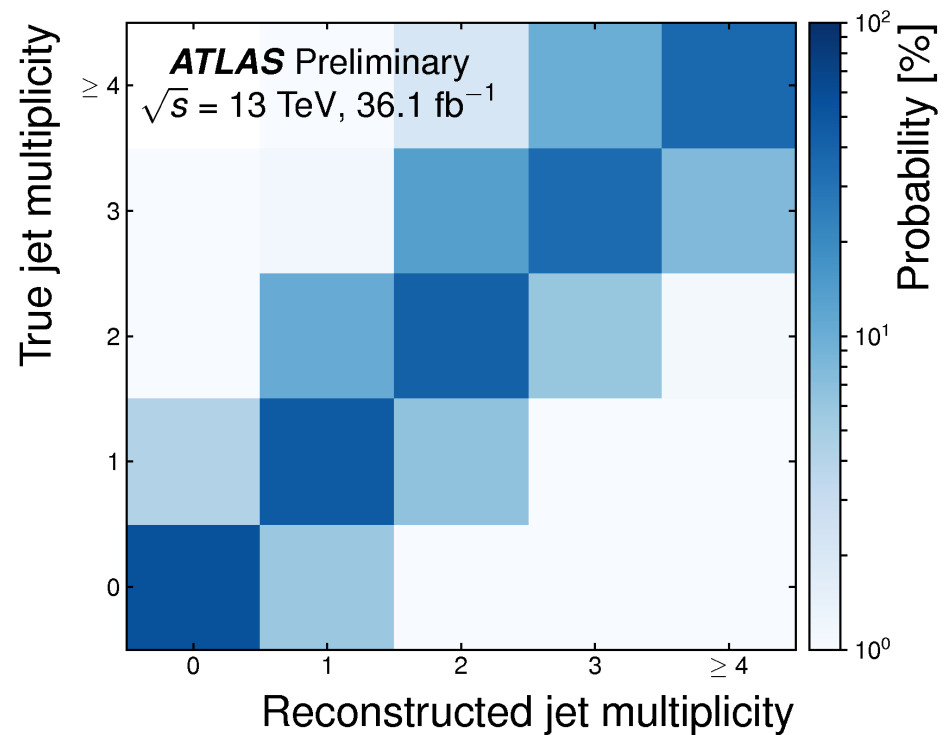 ATLAS Preliminary
√s = 13 TeV, 36.1 fb⁻¹
True jet multiplicity
≥ 4
3
2
1
0
0 1 2 3 ≥ 4
Reconstructed jet multiplicity
10²
10¹
10⁰
Probability [%]